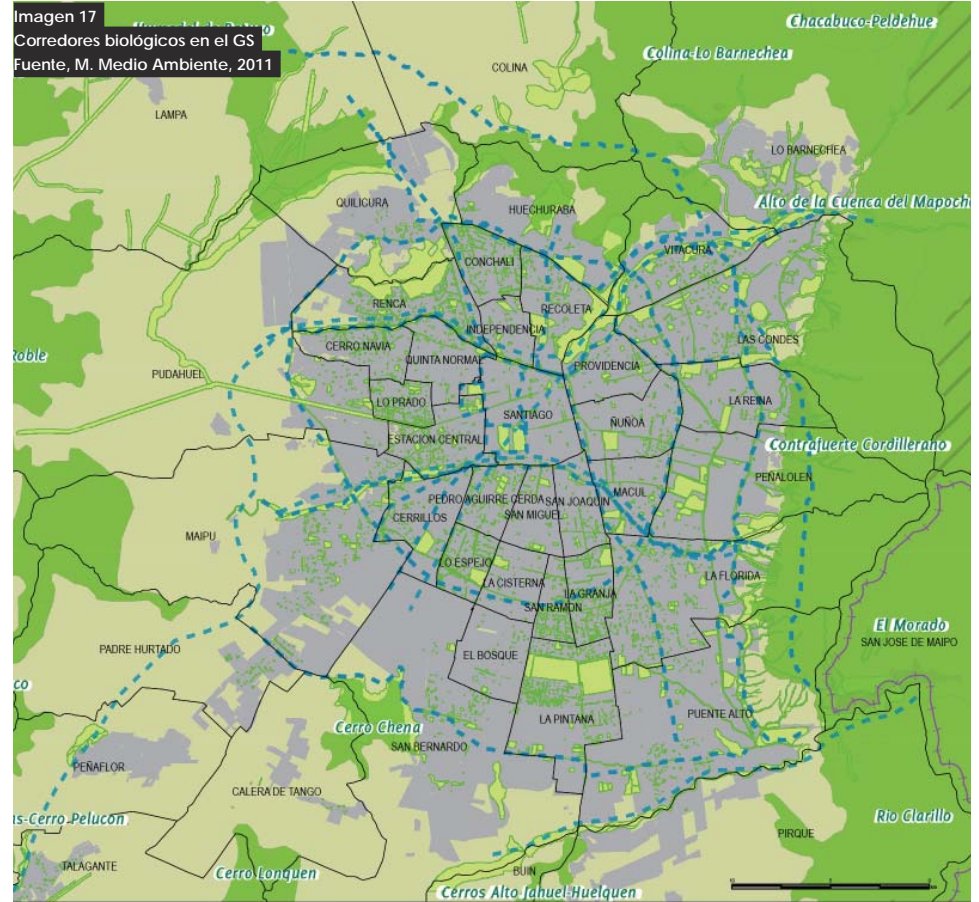 Imagen 17
Corredores biológicos en el GS
Fuente, M. Medio Ambiente, 2011
Chacabuco-Peldehue
Colina-Lo Barnechea
COLINA
LAMPA
LO BARNECHEA
QUILICURA
HUECHURABA
Alto de la Cuenca del Mapocho
VITACURA
CONCHALI
RENCA
RECOLETA
INDEPENDENCIA
LAS CONDES
CERRO NAVIA
QUINTA NORMAL
PROVIDENCIA
Roble
PUDAHUEL
LO PRADO
LA REINA
SANTIAGO
ÑUÑOA
ESTACION CENTRAL
Contrafuerte Cordillerano
PEÑALOLEN
MACUL
PEDRO AGUIRRE CERDA
SAN JOAQUIN
SAN MIGUEL
CERRILLOS
MAIPU
LO ESPEJO
LA CISTERNA
LA GRANJA
LA FLORIDA
SAN RAMON
El Morado
SAN JOSE DE MAIPO
PADRE HURTADO
EL BOSQUE
co
PUENTE ALTO
LA PINTANA
Cerro Chena
SAN BERNARDO
PEÑAFLOR
CALERA DE TANGO
as-Cerro Pelucon
Rio Clarillo
PIRQUE
TALAGANTE
Cerro Lonquen
BUIN
Cerros Alto Jahuel-Huelquen